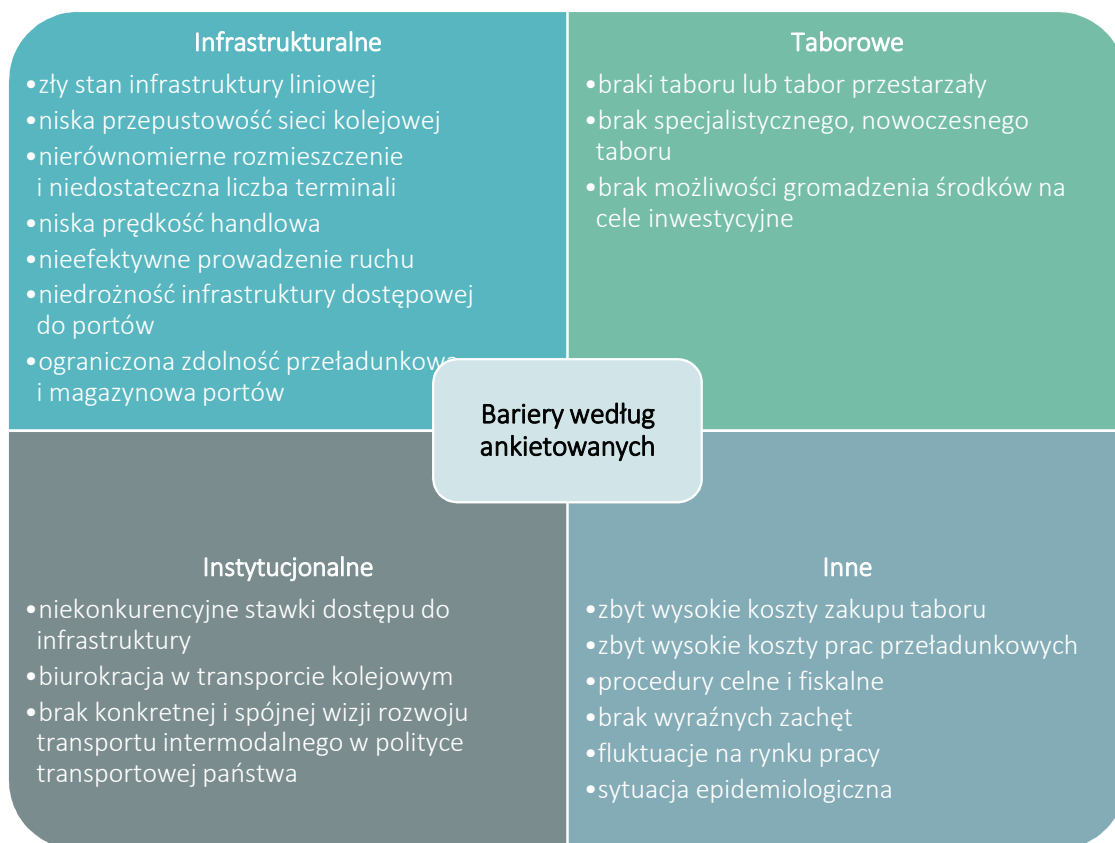 Infrastrukturalne
•zły stan infrastruktury liniowej
•niska przepustowość sieci kolejowej
•nierównomierne rozmieszczenie
i niedostateczna liczba terminali
•niska prędkość handlowa
•nieefektywne prowadzenie ruchu
•niedrożność infrastruktury dostępowej
do portów
•ograniczona zdolność przeładunkowa
i magazynowa portów
Taborowe
•braki taboru lub tabor przestarzały
•brak specjalistycznego, nowoczesnego
taboru
•brak możliwości gromadzenia środków na
cele inwestycyjne
Bariery według
ankietowanych
Instytucjonalne
•niekonkurencyjne stawki dostępu do
infrastruktury
•biurokracja w transporcie kolejowym
•brak konkretnej i spójnej wizji rozwoju
transportu intermodalnego w polityce
transportowej państwa
Inne
•zbyt wysokie koszty zakupu taboru
•zbyt wysokie koszty prac przeładunkowych
•procedury celne i fiskalne
•brak wyraźnych zachęt
•fluktuacje na rynku pracy
•sytuacja epidemiologiczna